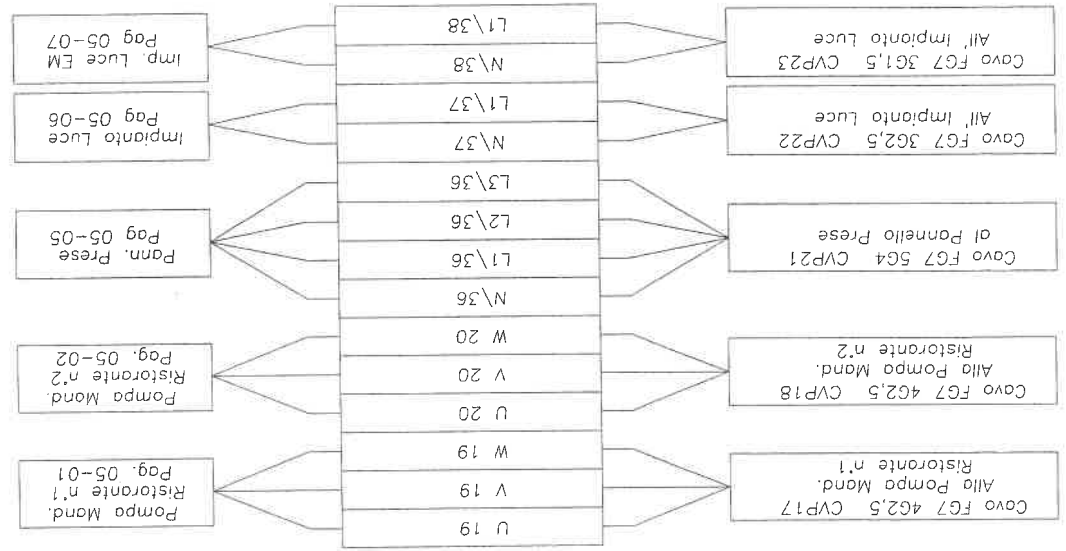 Cavo FG7 4G2,5 CVP17
Alla Pompa Mand.
Ristorante n°1
U 19
V 19
W 19
Pompa Mand.
Ristorante n°1
Pag. 05-01
Cavo FG7 4G2,5 CVP18
Alla Pompa Mand.
Ristorante n°2
U 20
V 20
W 20
Pompa Mand.
Ristorante n°2
Pag. 05-02
Cavo FG7 5G4 CVP21
al Pannello Prese
N\36
L1\36
L2\36
L3\36
Pann. Prese
Pag 05-05
Cavo FG7 3G2,5 CVP22
All' Impianto Luce
N\37
L1\37
Impianto Luce
Pag 05-06
Cavo FG7 3G1,5 CVP23
All' Impianto Luce
N\38
L1\38
Imp. Luce EM
Pag 05-07